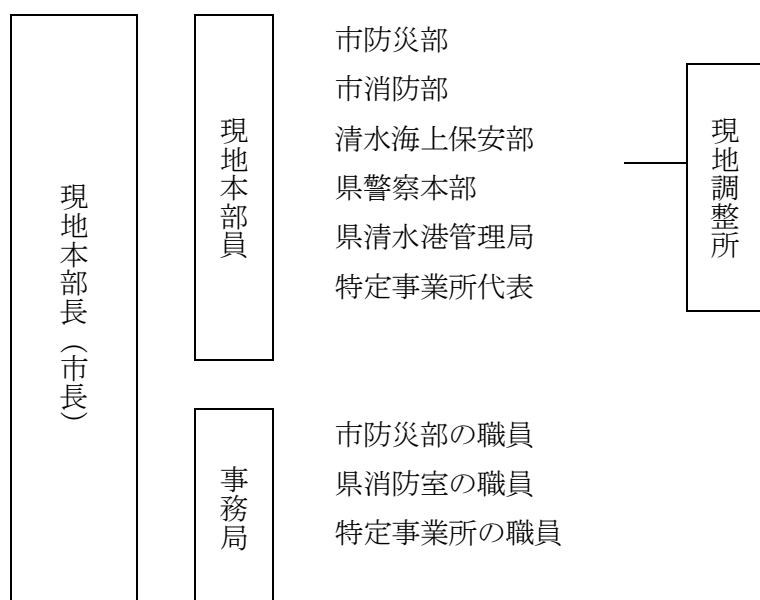 現地本部長（市長）
現地本部員
市防災部
市消防部
清水海上保安部
県警察本部
県清水港管理局
特定事業所代表
現地調整所
事務局
市防災部の職員
県消防室の職員
特定事業所の職員